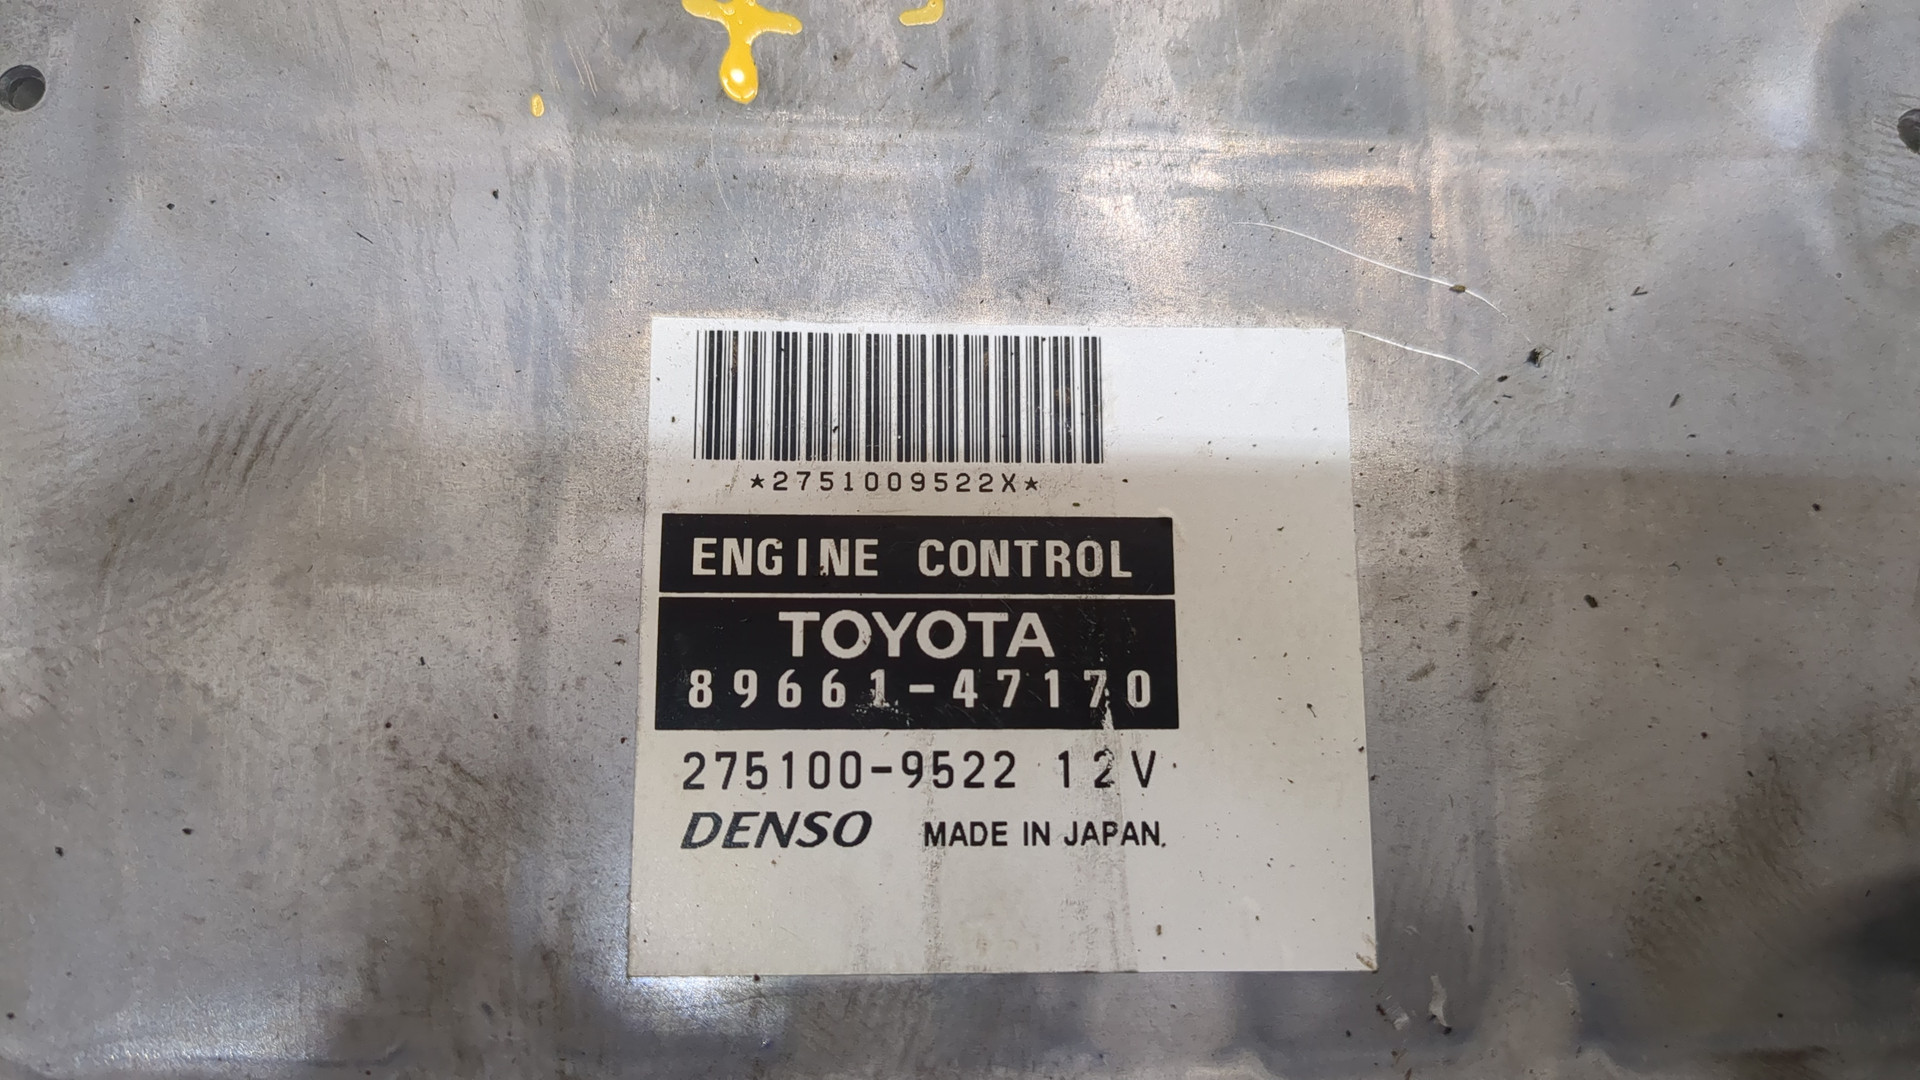 *2751009522X*
ENGINE CONTROL
TOYOTA
89661-47170
275100-9522 12V
DENSO MADE IN JAPAN.